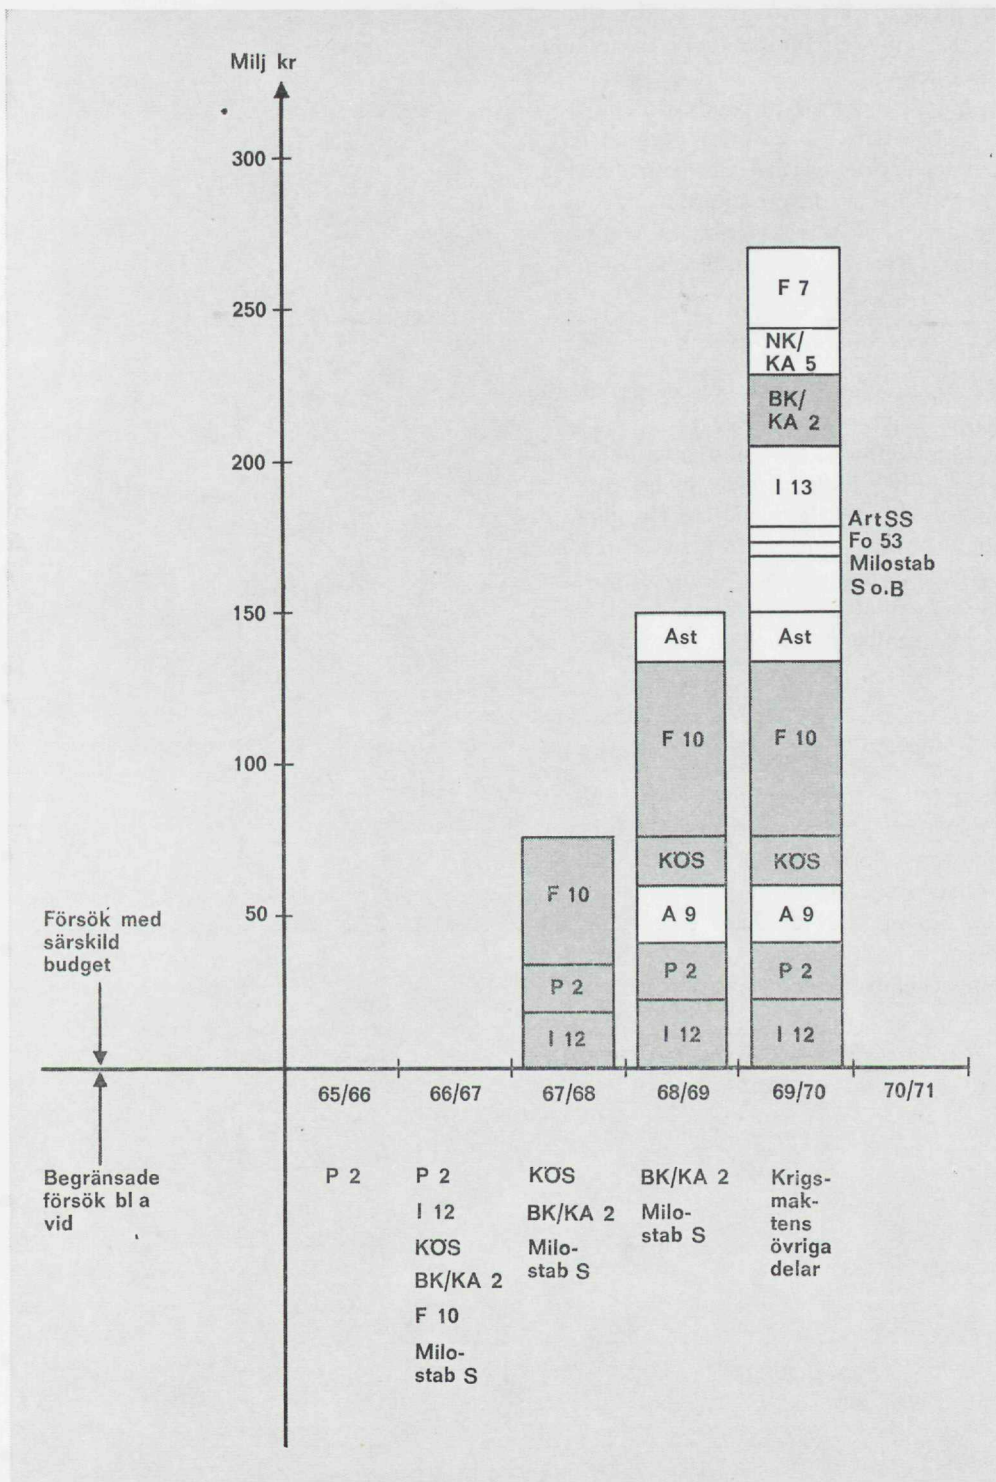 Milj kr
300
250
200
150
100
50
F 7
NK/
KA 5
BK/
KA 2
I 13
ArtSS
Fo 53
Milostab
S o.B
Ast
F 10
KÖS
A 9
P 2
I 12
Ast
F 10
KÖS
A 9
P 2
I 12
F 10
P 2
I 12
Försök med
särskild
budget
65/66
66/67
67/68
68/69
69/70
70/71
Begränsade
försök bl a
vid
P 2
P 2
I 12
KÖS
BK/KA 2
F 10
Milo-
stab S
KÖS
BK/KA 2
Milo-
stab S
BK/KA 2
Milo-
stab S
Krigs-
mak-
tens
övriga
delar